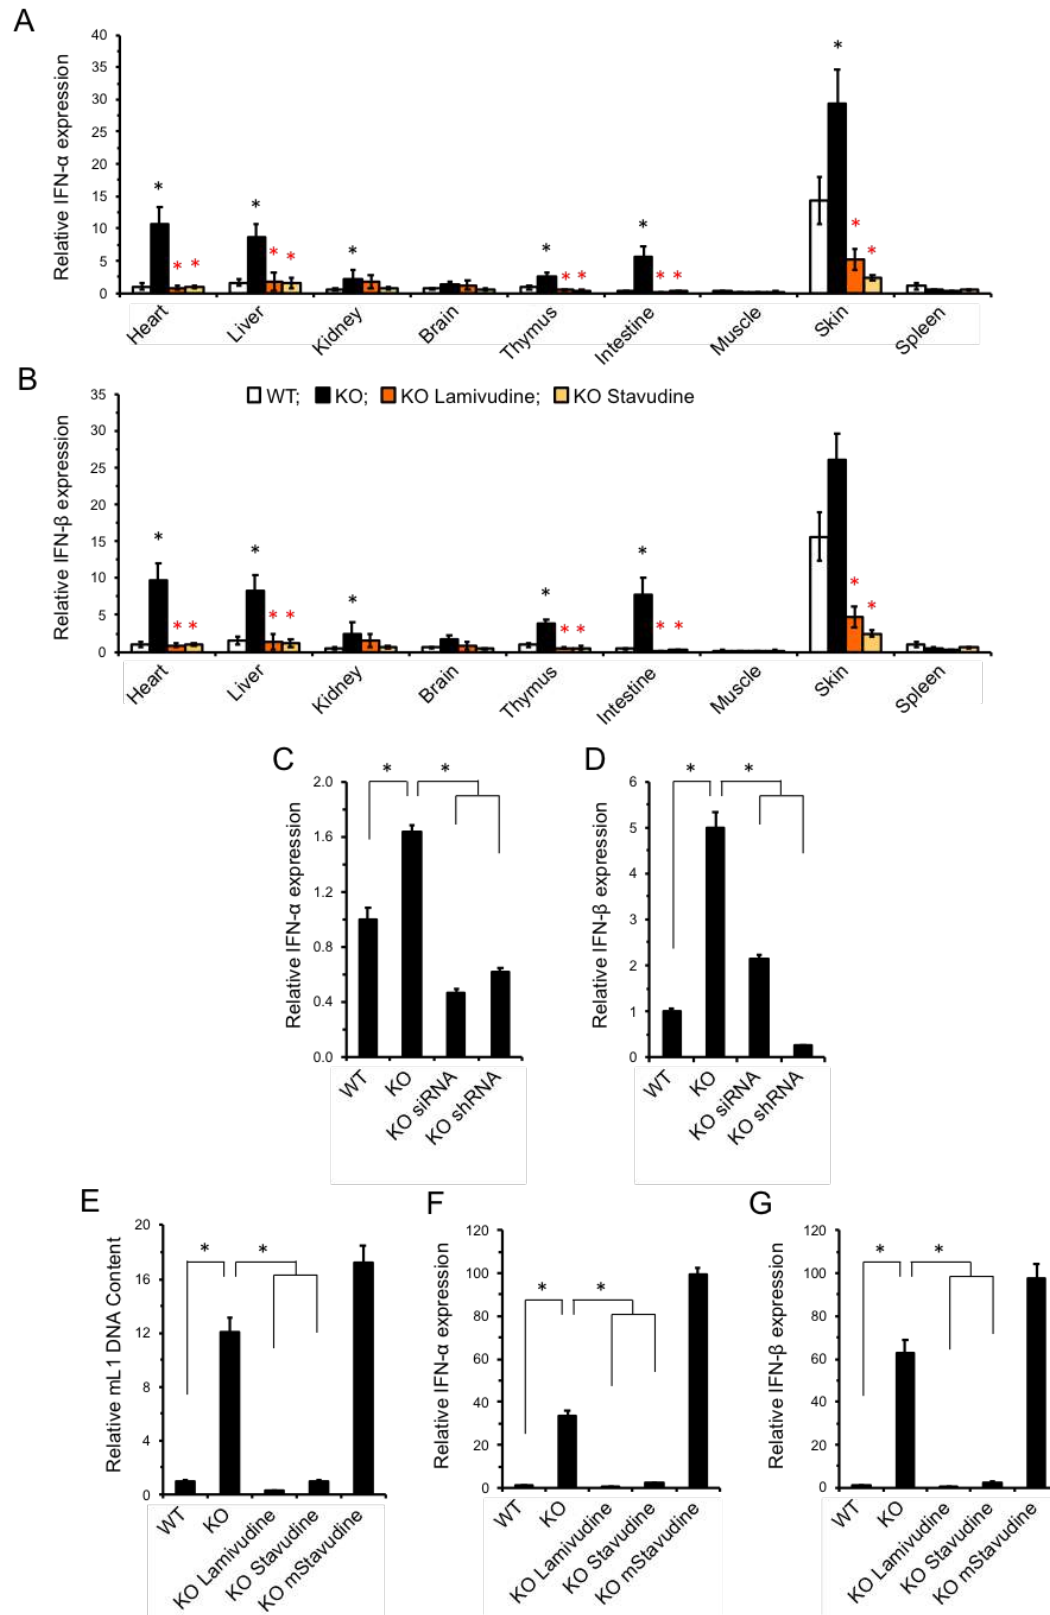 A
Relative IFN-α expression
40
35
30
25
20
15
10
5
0
* * * * * *
* * * * * * * * * *
Heart Liver Kidney Brain Thymus Intestine Muscle Skin Spleen
B
WT; KO; KO Lamivudine; KO Stavudine
Relative IFN-β expression
35
30
25
20
15
10
5
0
* * * * *
* * * * * * * * * *
Heart Liver Kidney Brain Thymus Intestine Muscle Skin Spleen
C
Relative IFN-α expression
2.0
1.6
1.2
0.8
0.4
0.0
* *
WT KO KO siRNA KO shRNA
D
Relative IFN-β expression
6
5
4
3
2
1
0
* *
WT KO KO siRNA KO shRNA
E
Relative mL1 DNA Content
20
16
12
8
4
0
* *
WT KO KO Lamivudine KO Stavudine KO mStavudine
F
Relative IFN-α expression
120
100
80
60
40
20
0
* *
WT KO KO Lamivudine KO Stavudine KO mStavudine
G
Relative IFN-β expression
120
100
80
60
40
20
0
* *
WT KO KO Lamivudine KO Stavudine KO mStavudine